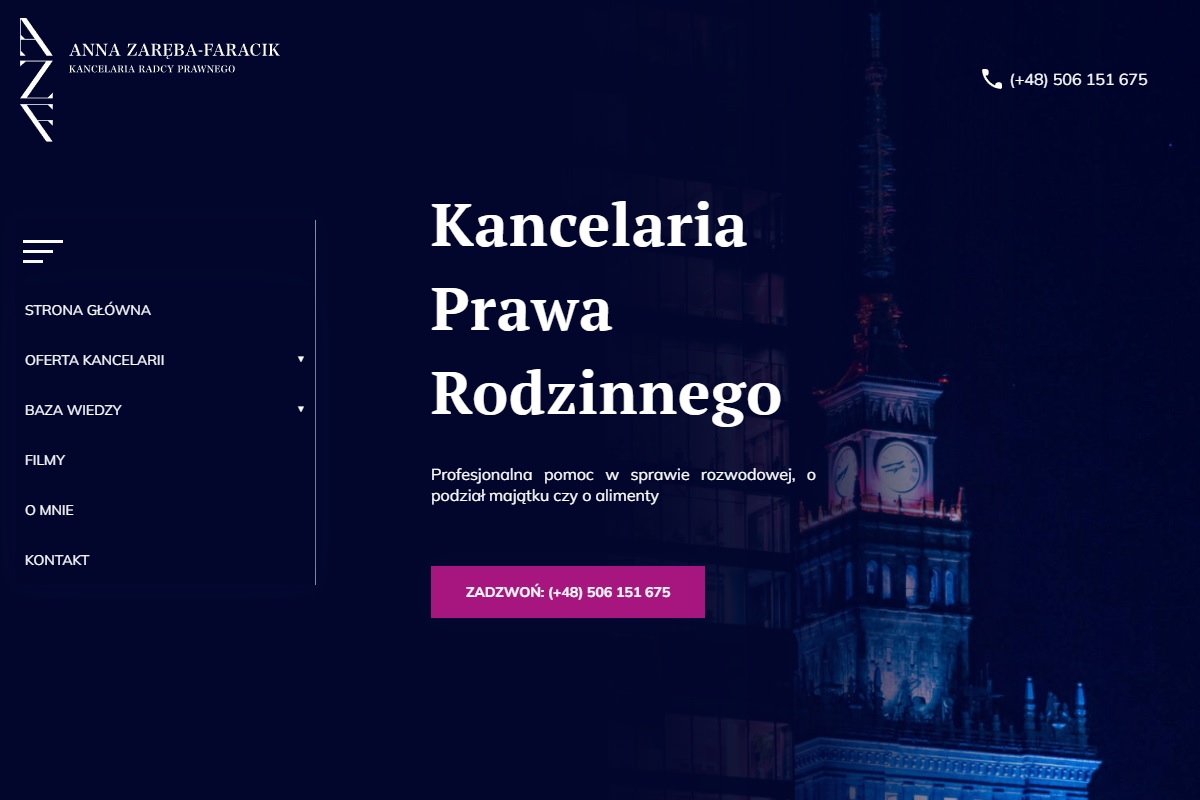 AZF
ANNA ZARĘBA-FARACIK
KANCELARIA RADCY PRAWNEGO
(+48) 506 151 675
STRONA GŁÓWNA
OFERTA KANCELARII
BAZA WIEDZY
FILMY
O MNIE
KONTAKT
Kancelaria
Prawa
Rodzinnego
Profesjonalna pomoc w sprawie rozwodowej, o
podział majątku czy o alimenty
ZADZWOŃ: (+48) 506 151 675